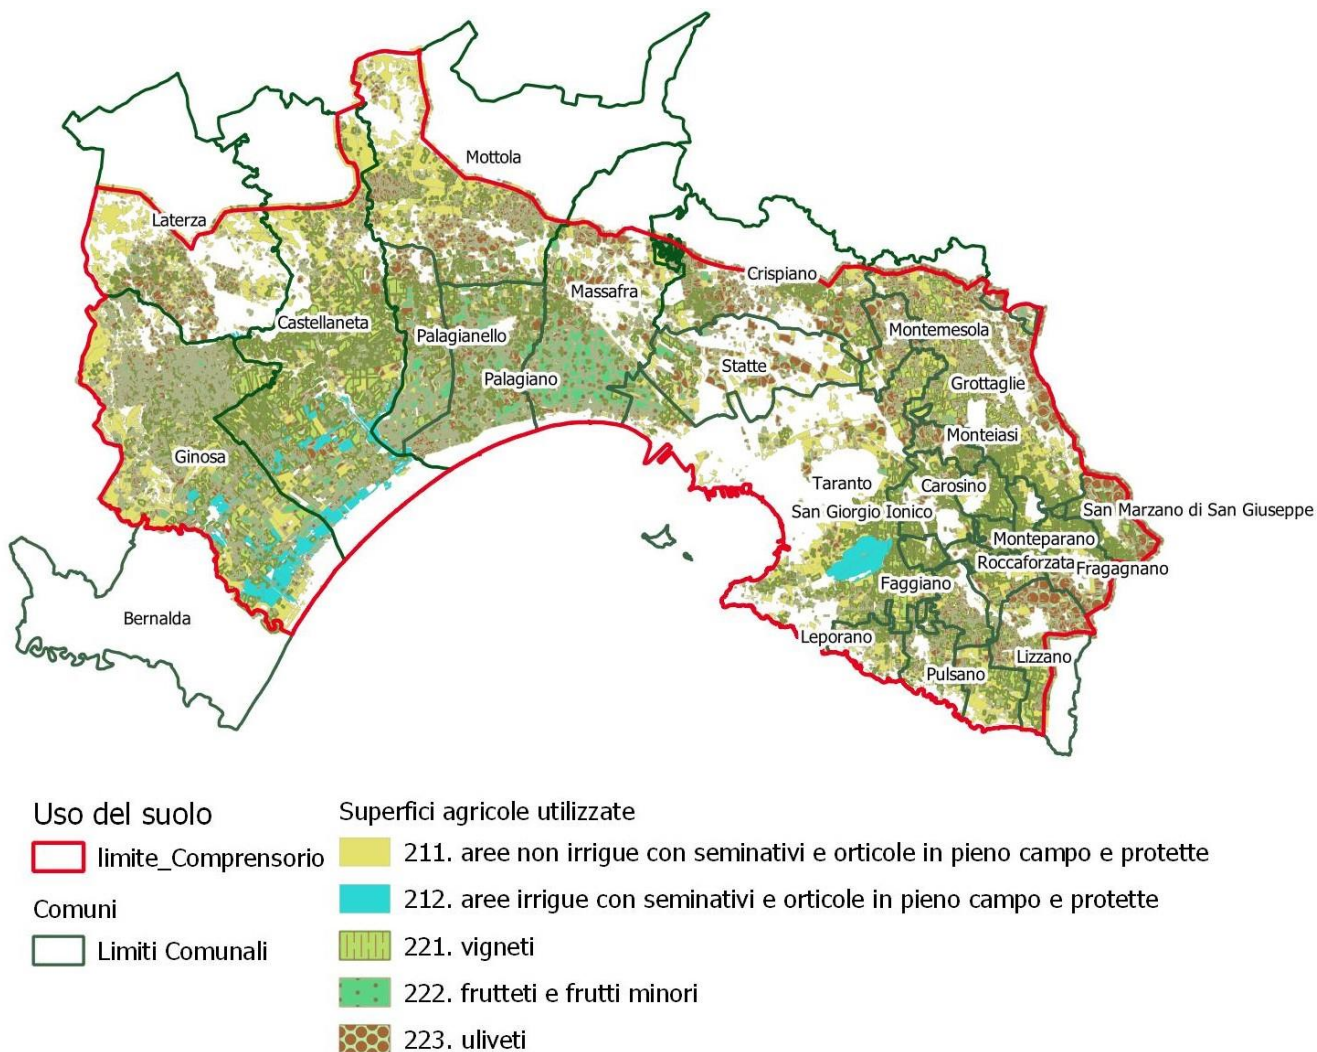 Mottola
Laterza
Crispiano
Massafra
Castellaneta
Montemesola
Palagianello
Statte
Palagiano
Grottaglie
Monteiasi
Ginosa
Taranto
Carosino
San Giorgio Ionico
San Marzano di San Giuseppe
Monteparano
Roccaforzata
Fragagnano
Faggiano
Bernalda
Leporano
Lizzano
Pulsano
Uso del suolo
limite_Comprensorio
Comuni
Limiti Comunali
Superfici agricole utilizzate
211. aree non irrigue con seminativi e orticole in pieno campo e protette
212. aree irrigue con seminativi e orticole in pieno campo e protette
221. vigneti
222. frutteti e frutti minori
223. uliveti